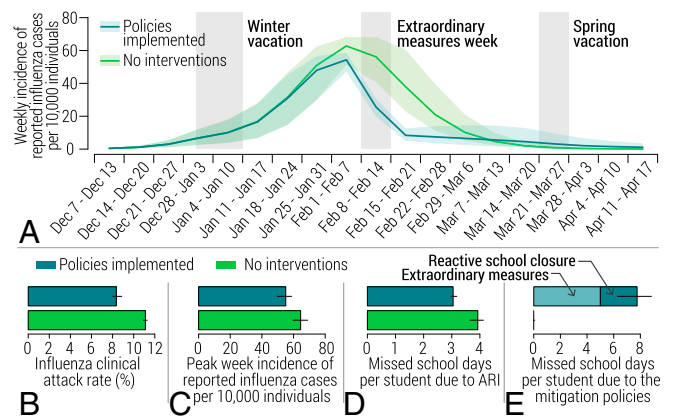 Weekly incidence of
reported influenza cases
per 10,000 individuals
80
60
40
20
0
Policies
implemented
No interventions
Winter
vacation
Extraordinary
measures week
Spring
vacation
Dec 7 - Dec 13
Dec 14 - Dec 20
Dec 21 - Dec 27
Dec 28 - Jan 3
Jan 4 - Jan 10
Jan 11 - Jan 17
Jan 18 - Jan 24
Jan 25 - Jan 31
Feb 1 - Feb 7
Feb 8 - Feb 14
Feb 15 - Feb 21
Feb 22 - Feb 28
Feb 29 - Mar 6
Mar 7 - Mar 13
Mar 14 - Mar 20
Mar 21 - Mar 27
Mar 28 - Apr 3
Apr 4 - Apr 10
Apr 11 - Apr 17
A
Policies implemented
No interventions
Reactive school closure
Extraordinary measures
0 2 4 6 8 10 12
Influenza clinical
attack rate (%)
B
0 20 40 60 80
Peak week incidence of
reported influenza cases
per 10,000 individuals
C
0 1 2 3 4
Missed school days
per student due to ARI
D
0 2 4 6 8
Missed school days
per student due to the
mitigation policies
E